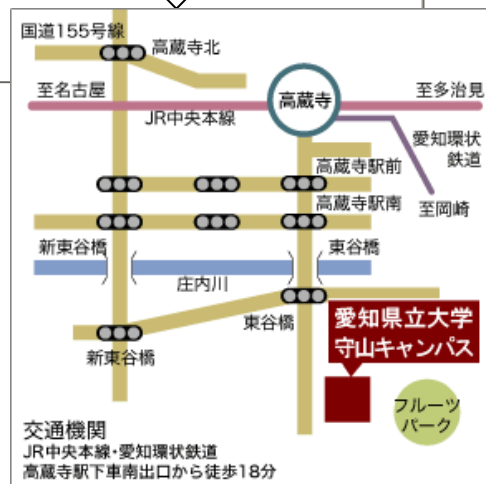 国道155号線
高蔵寺北
至名古屋
高蔵寺
至多治見
JR中央本線
愛知環状
鉄道
高蔵寺駅前
高蔵寺駅南
至岡崎
新東谷橋
東谷橋
庄内川
東谷橋
新東谷橋
愛知県立大学
守山キャンパス
フルーツ
パーク
交通機関
JR中央本線・愛知環状鉄道
高蔵寺駅下車南出口から徒歩18分